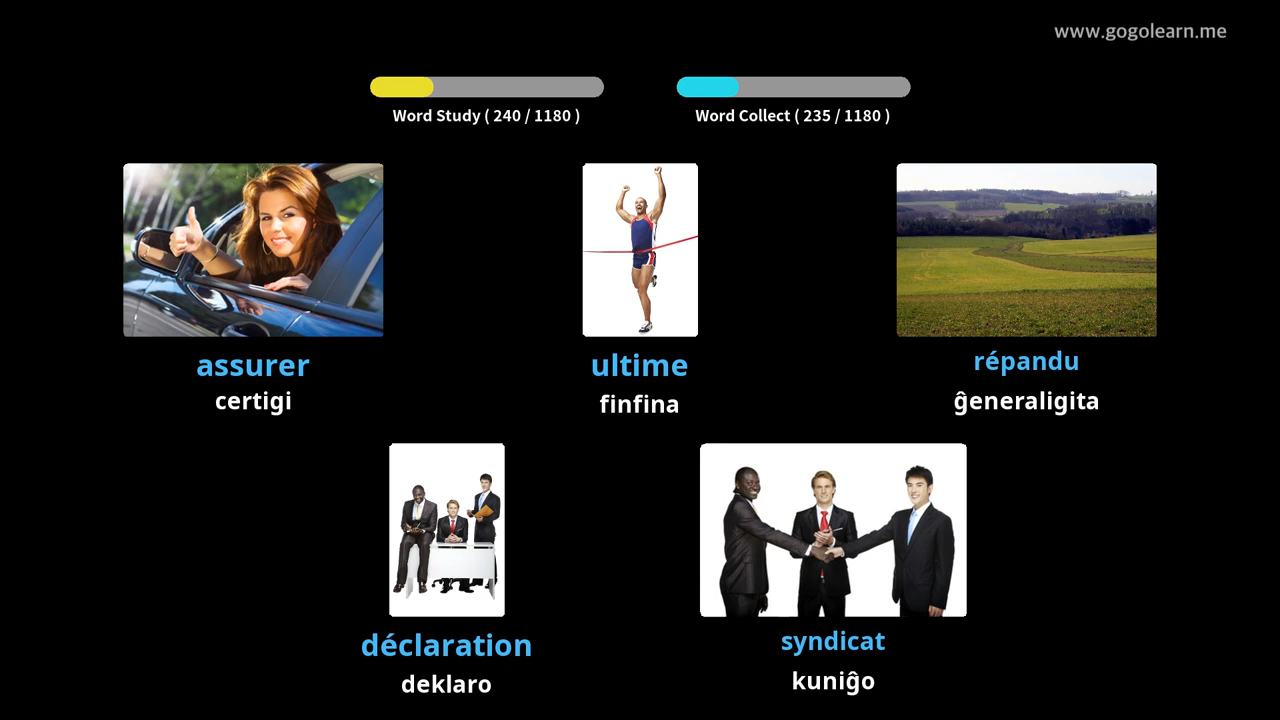 www.gogolearn.me
Word Study ( 240 / 1180 )
Word Collect ( 235 / 1180 )
assurer
certigi
ultime
finfina
répandu
ĝeneraligita
déclaration
deklaro
syndicat
kuniĝo